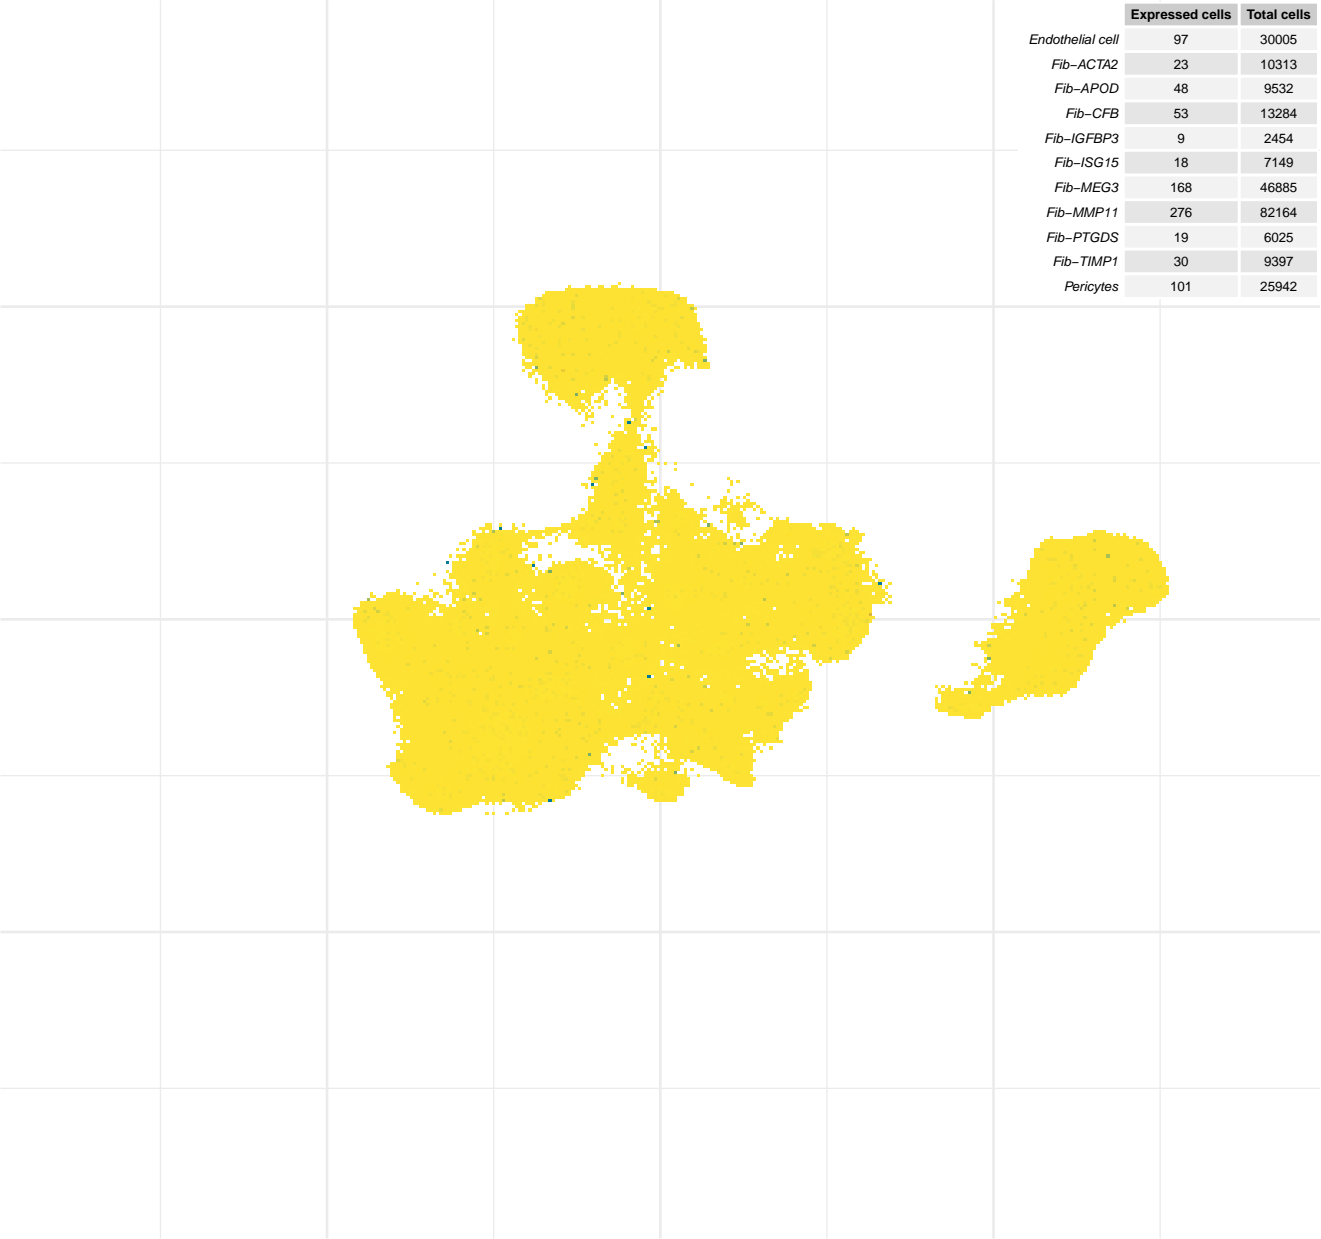 Expressed cells Total cells
Endothelial cell 97 30005
Fib−ACTA2 23 10313
Fib−APOD 48 9532
Fib−CFB 53 13284
Fib−IGFBP3 9 2454
Fib−ISG15 18 7149
Fib−MEG3 168 46885
Fib−MMP11 276 82164
Fib−PTGDS 19 6025
Fib−TIMP1 30 9397
Pericytes 101 25942